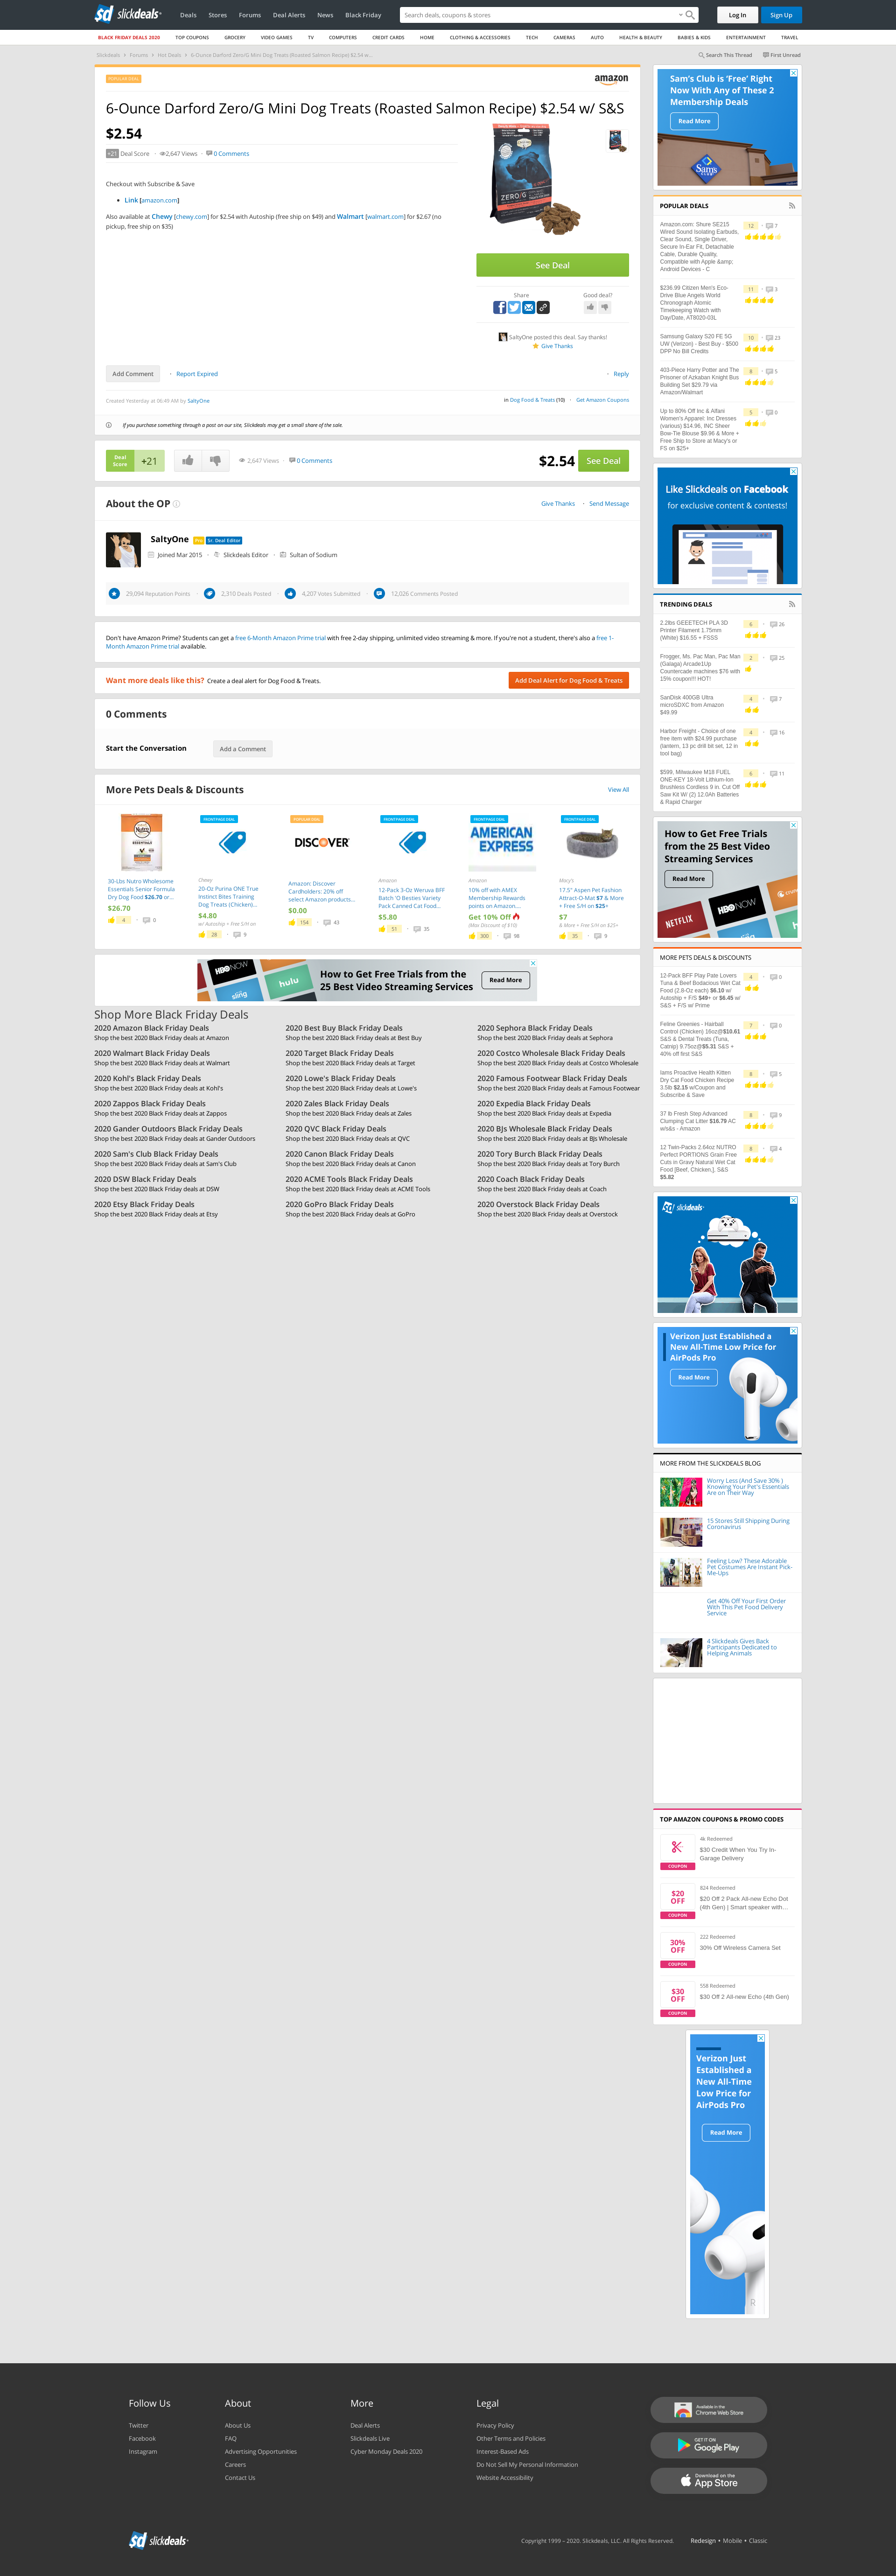 slickdeals
Deals Stores Forums Deal Alerts News Black Friday
Search deals, coupons & stores
Log In
Sign Up
BLACK FRIDAY DEALS 2020 TOP COUPONS GROCERY VIDEO GAMES TV COMPUTERS CREDIT CARDS HOME CLOTHING & ACCESSORIES TECH CAMERAS AUTO HEALTH & BEAUTY BABIES & KIDS ENTERTAINMENT TRAVEL
Slickdeals Forums Hot Deals 6-Ounce Darford Zero/G Mini Dog Treats (Roasted Salmon Recipe) $2.54 w...
Search This Thread First Unread
POPULAR DEAL
amazon
6-Ounce Darford Zero/G Mini Dog Treats (Roasted Salmon Recipe) $2.54 w/ S&S
$2.54
+21 Deal Score 2,647 Views 0 Comments
Checkout with Subscribe & Save
Link [amazon.com]
Also available at Chewy [chewy.com] for $2.54 with Autoship (free ship on $49) and Walmart [walmart.com] for $2.67 (no
pickup, free ship on $35)
ZERO/G
See Deal
Share Good deal?
SaltyOne posted this deal. Say thanks!
Give Thanks
Add Comment Report Expired Reply
Created Yesterday at 06:49 AM by SaltyOne
in Dog Food & Treats (10) Get Amazon Coupons
If you purchase something through a post on our site, Slickdeals may get a small share of the sale.
Deal
Score
+21
2,647 Views 0 Comments
$2.54 See Deal
About the OP
Give Thanks Send Message
SaltyOne Pro Sr. Deal Editor
Joined Mar 2015 Slickdeals Editor Sultan of Sodium
29,094 Reputation Points 2,310 Deals Posted 4,207 Votes Submitted 12,026 Comments Posted
Don't have Amazon Prime? Students can get a free 6-Month Amazon Prime trial with free 2-day shipping, unlimited video streaming & more. If you're not a student, there's also a free 1-
Month Amazon Prime trial available.
Want more deals like this? Create a deal alert for Dog Food & Treats.
Add Deal Alert for Dog Food & Treats
0 Comments
Start the Conversation
Add a Comment
More Pets Deals & Discounts
View All
Nutro
ESSENTIALS
30-Lbs Nutro Wholesome
Essentials Senior Formula
Dry Dog Food $26.70 or...
$26.70
4 0
FRONTPAGE DEAL
Chewy
20-Oz Purina ONE True
Instinct Bites Training
Dog Treats (Chicken)...
$4.80
w/ Autoship + Free S/H on
28 9
POPULAR DEAL
DISCOVER
Amazon: Discover
Cardholders: 20% off
select Amazon products...
$0.00
154 43
FRONTPAGE DEAL
Amazon
12-Pack 3-Oz Weruva BFF
Batch 'O Besties Variety
Pack Canned Cat Food...
$5.80
33 35
FRONTPAGE DEAL
AMERICAN
EXPRESS
Amazon
10% off with AMEX
Membership Rewards
points on Amazon,...
Get 10% Off
(Max Discount of $10)
300 98
FRONTPAGE DEAL
Macy's
17.5" Aspen Pet Fashion
Attract-O-Mat $7 & More
+ Free S/H on $25+
$7
& More + Free S/H on $25+
35 9
HBO NOW
sling
hulu
How to Get Free Trials from the
25 Best Video Streaming Services
Read More
Shop More Black Friday Deals
2020 Amazon Black Friday Deals
Shop the best 2020 Black Friday deals at Amazon
2020 Best Buy Black Friday Deals
Shop the best 2020 Black Friday deals at Best Buy
2020 Sephora Black Friday Deals
Shop the best 2020 Black Friday deals at Sephora
2020 Walmart Black Friday Deals
Shop the best 2020 Black Friday deals at Walmart
2020 Target Black Friday Deals
Shop the best 2020 Black Friday deals at Target
2020 Costco Wholesale Black Friday Deals
Shop the best 2020 Black Friday deals at Costco Wholesale
2020 Kohl's Black Friday Deals
Shop the best 2020 Black Friday deals at Kohl's
2020 Lowe's Black Friday Deals
Shop the best 2020 Black Friday deals at Lowe's
2020 Famous Footwear Black Friday Deals
Shop the best 2020 Black Friday deals at Famous Footwear
2020 Zappos Black Friday Deals
Shop the best 2020 Black Friday deals at Zappos
2020 Zales Black Friday Deals
Shop the best 2020 Black Friday deals at Zales
2020 Expedia Black Friday Deals
Shop the best 2020 Black Friday deals at Expedia
2020 Gander Outdoors Black Friday Deals
Shop the best 2020 Black Friday deals at Gander Outdoors
2020 QVC Black Friday Deals
Shop the best 2020 Black Friday deals at QVC
2020 BJs Wholesale Black Friday Deals
Shop the best 2020 Black Friday deals at BJs Wholesale
2020 Sam's Club Black Friday Deals
Shop the best 2020 Black Friday deals at Sam's Club
2020 Canon Black Friday Deals
Shop the best 2020 Black Friday deals at Canon
2020 Tory Burch Black Friday Deals
Shop the best 2020 Black Friday deals at Tory Burch
2020 DSW Black Friday Deals
Shop the best 2020 Black Friday deals at DSW
2020 ACME Tools Black Friday Deals
Shop the best 2020 Black Friday deals at ACME Tools
2020 Coach Black Friday Deals
Shop the best 2020 Black Friday deals at Coach
2020 Etsy Black Friday Deals
Shop the best 2020 Black Friday deals at Etsy
2020 GoPro Black Friday Deals
Shop the best 2020 Black Friday deals at GoPro
2020 Overstock Black Friday Deals
Shop the best 2020 Black Friday deals at Overstock
Sam's Club is 'Free' Right
Now With Any of These 2
Membership Deals
Read More
Sam's
POPULAR DEALS
Amazon.com: Shure SE215
Wired Sound Isolating Earbuds,
Clear Sound, Single Driver,
Secure In-Ear Fit, Detachable
Cable, Durable Quality,
Compatible with Apple &amp;
Android Devices - C
12 7
$236.99 Citizen Men's Eco-
Drive Blue Angels World
Chronograph Atomic
Timekeeping Watch with
Day/Date, AT8020-03L
11 3
Samsung Galaxy S20 FE 5G
UW (Verizon) - Best Buy - $500
DPP No Bill Credits
10 23
403-Piece Harry Potter and The
Prisoner of Azkaban Knight Bus
Building Set $29.79 via
Amazon/Walmart
8 5
Up to 80% Off Inc & Alfani
Women's Apparel: Inc Dresses
(various) $14.96, INC Sheer
Bow-Tie Blouse $9.96 & More +
Free Ship to Store at Macy's or
FS on $25+
5 0
Like Slickdeals on Facebook
for exclusive content & contests!
TRENDING DEALS
2.2lbs GEEETECH PLA 3D
Printer Filament 1.75mm
(White) $16.55 + FSSS
6 26
Frogger, Ms. Pac Man, Pac Man
(Galaga) Arcade1Up
Countercade machines $76 with
15% coupon!!! HOT!
2 25
SanDisk 400GB Ultra
microSDXC from Amazon
$49.99
4 7
Harbor Freight - Choice of one
free item with $24.99 purchase
(lantern, 13 pc drill bit set, 12 in
tool bag)
4 16
$599, Milwaukee M18 FUEL
ONE-KEY 18-Volt Lithium-Ion
Brushless Cordless 9 in. Cut Off
Saw Kit W/ (2) 12.0Ah Batteries
& Rapid Charger
6 11
How to Get Free Trials
from the 25 Best Video
Streaming Services
Read More
NETFLIX
HBO NOW
sling
MORE PETS DEALS & DISCOUNTS
12-Pack BFF Play Pate Lovers
Tuna & Beef Bodacious Wet Cat
Food (2.8-Oz each) $6.10 w/
Autoship + F/S $49+ or $6.45 w/
S&S + F/S w/ Prime
4 0
Feline Greenies - Hairball
Control (Chicken) 16oz@$10.61
S&S & Dental Treats (Tuna,
Catnip) 9.75oz@$5.31 S&S +
40% off first S&S
7 0
Iams Proactive Health Kitten
Dry Cat Food Chicken Recipe
3.5lb $2.15 w/Coupon and
Subscribe & Save
8 5
37 lb Fresh Step Advanced
Clumping Cat Litter $16.79 AC
w/s&s - Amazon
8 9
12 Twin-Packs 2.64oz NUTRO
Perfect PORTIONS Grain Free
Cuts in Gravy Natural Wet Cat
Food [Beef, Chicken,], S&S
$5.82
8 4
slickdeals
Verizon Just Established a
New All-Time Low Price for
AirPods Pro
Read More
MORE FROM THE SLICKDEALS BLOG
Worry Less (And Save 30% )
Knowing Your Pet's Essentials
Are on Their Way
15 Stores Still Shipping During
Coronavirus
Feeling Low? These Adorable
Pet Costumes Are Instant Pick-
Me-Ups
Get 40% Off Your First Order
With This Pet Food Delivery
Service
4 Slickdeals Gives Back
Participants Dedicated to
Helping Animals
TOP AMAZON COUPONS & PROMO CODES
COUPON
4k Redeemed
$30 Credit When You Try In-
Garage Delivery
$20
OFF
COUPON
824 Redeemed
$20 Off 2 Pack All-new Echo Dot
(4th Gen) | Smart speaker with...
30%
OFF
COUPON
222 Redeemed
30% Off Wireless Camera Set
$30
OFF
COUPON
558 Redeemed
$30 Off 2 All-new Echo (4th Gen)
Verizon Just
Established a
New All-Time
Low Price for
AirPods Pro
Read More
Follow Us
Twitter
Facebook
Instagram
About
About Us
FAQ
Advertising Opportunities
Careers
Contact Us
More
Deal Alerts
Slickdeals Live
Cyber Monday Deals 2020
Legal
Privacy Policy
Other Terms and Policies
Interest-Based Ads
Do Not Sell My Personal Information
Website Accessibility
Available in the
Chrome Web Store
GET IT ON
Google Play
Download on the
App Store
slickdeals
Copyright 1999 - 2020. Slickdeals, LLC. All Rights Reserved. Redesign • Mobile • Classic